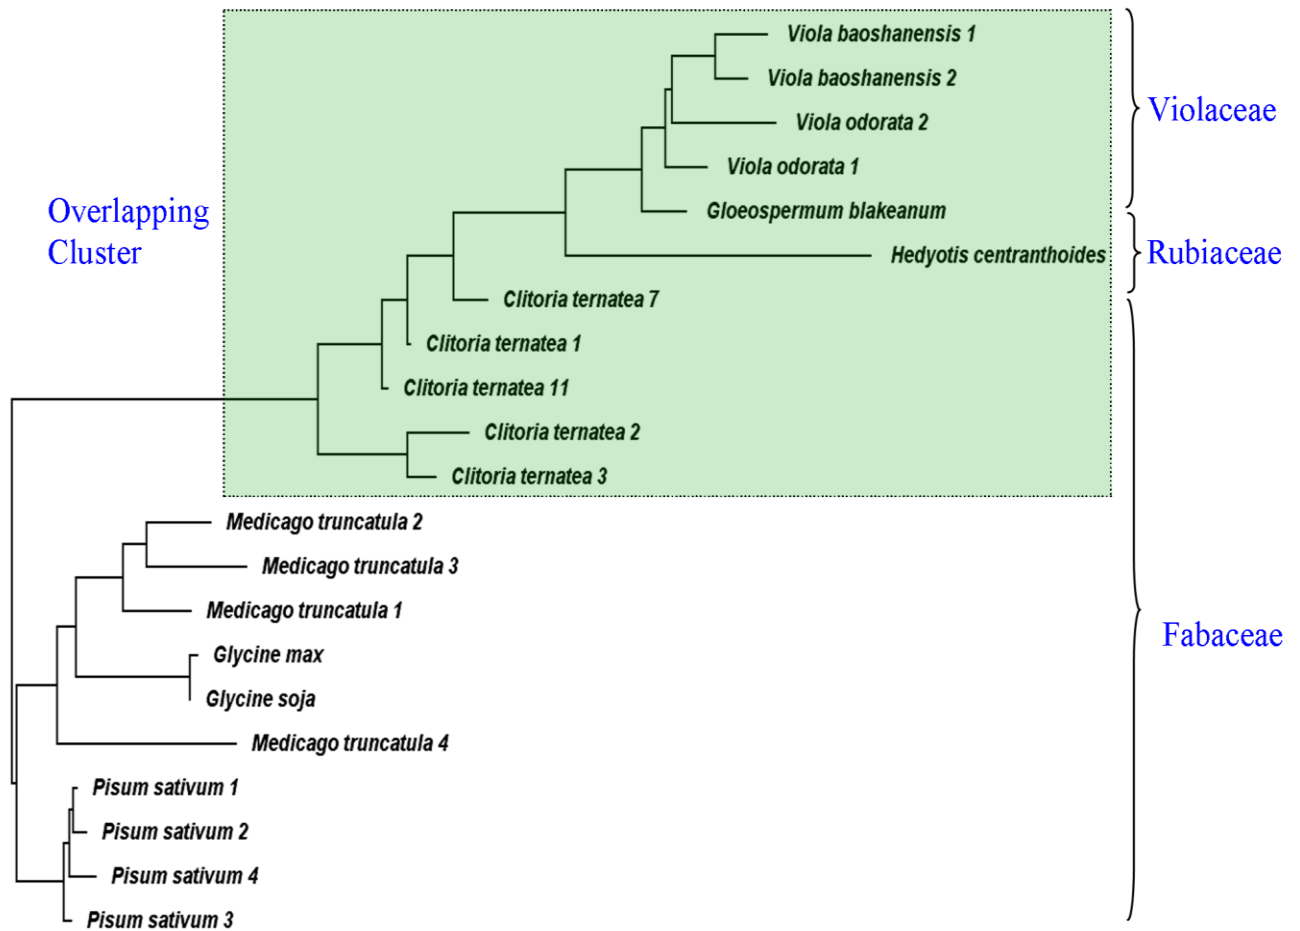 Viola baoshanensis 1
Viola baoshanensis 2
Violaceae
Viola odorata 2
Viola odorata 1
Overlapping
Cluster
Gloeospermum blakeanum
Hedyotis centranthoides
Rubiaceae
Clitoria ternatea 7
Clitoria ternatea 1
Clitoria ternatea 11
Clitoria ternatea 2
Clitoria ternatea 3
Medicago truncatula 2
Medicago truncatula 3
Medicago truncatula 1
Fabaceae
Glycine max
Glycine soja
Medicago truncatula 4
Pisum sativum 1
Pisum sativum 2
Pisum sativum 4
Pisum sativum 3